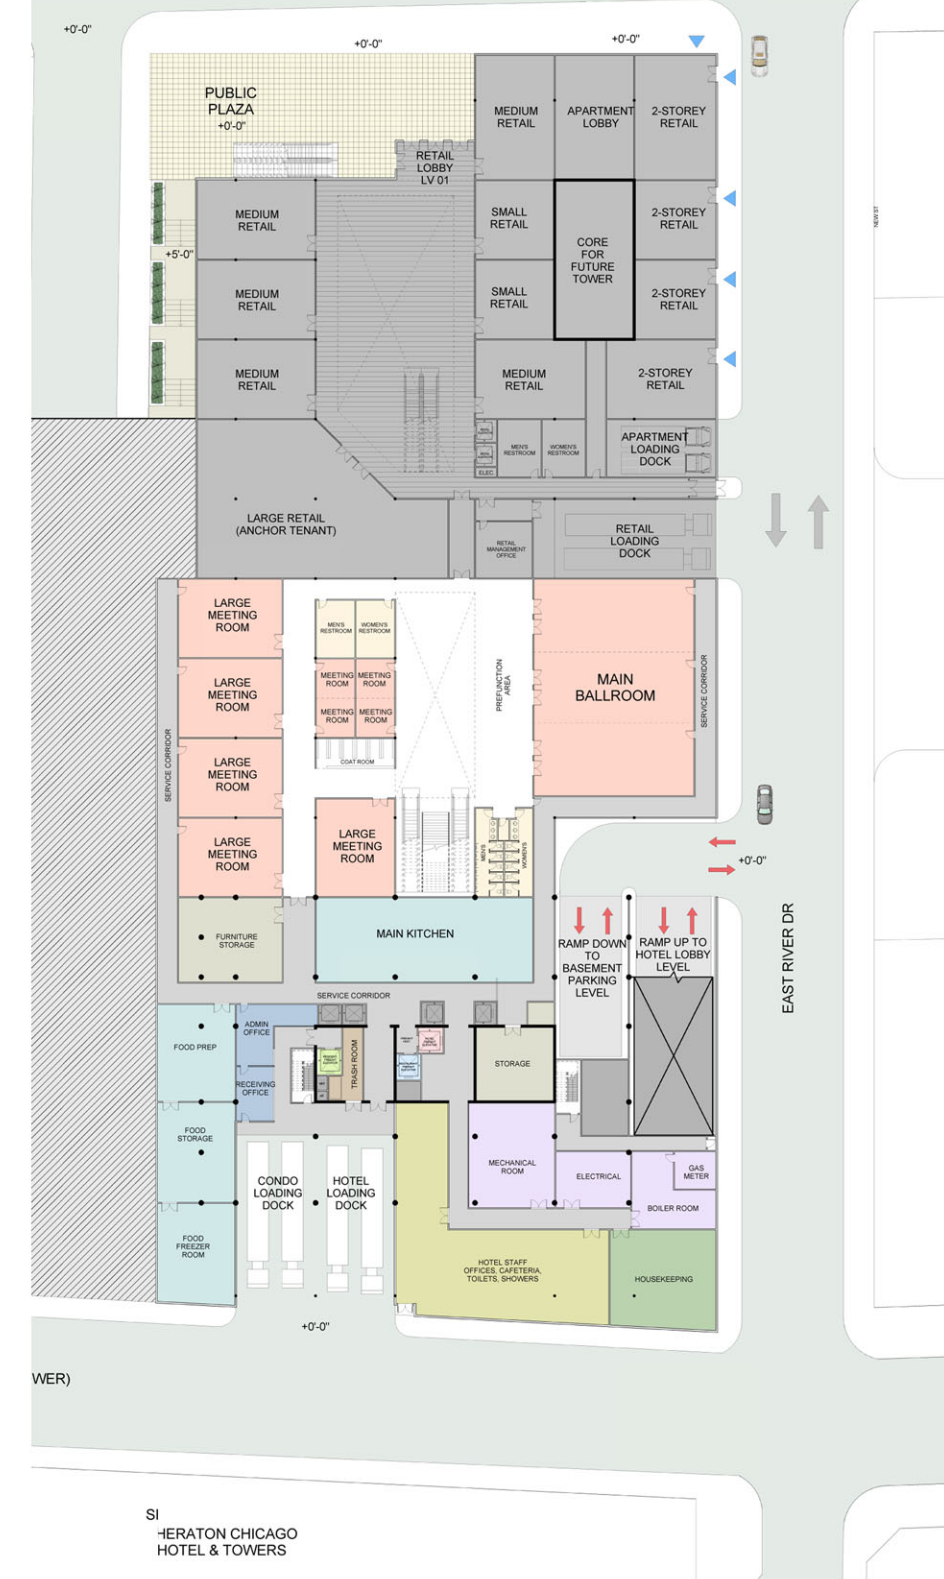 +0'-0"
+0'-0"
+0'-0"
PUBLIC
PLAZA
+0'-0"
MEDIUM
RETAIL
APARTMENT
LOBBY
2-STOREY
RETAIL
RETAIL
LOBBY
LV 01
MEDIUM
RETAIL
SMALL
RETAIL
CORE
FOR
FUTURE
TOWER
2-STOREY
RETAIL
NEW ST
+5'-0"
MEDIUM
RETAIL
SMALL
RETAIL
2-STOREY
RETAIL
MEDIUM
RETAIL
MEDIUM
RETAIL
2-STOREY
RETAIL
MEN'S
RESTROOM
WOMEN'S
RESTROOM
ELEC.
APARTMENT
LOADING
DOCK
LARGE RETAIL
(ANCHOR TENANT)
RETAIL
MANAGEMENT
OFFICE
RETAIL
LOADING
DOCK
LARGE
MEETING
ROOM
MEN'S
RESTROOM
WOMEN'S
RESTROOM
LARGE
MEETING
ROOM
MEETING
ROOM
MEETING
ROOM
MEETING
ROOM
MEETING
ROOM
PREFUNCTION
AREA
MAIN
BALLROOM
SERVICE CORRIDOR
SERVICE CORRIDOR
LARGE
MEETING
ROOM
COAT ROOM
LARGE
MEETING
ROOM
LARGE
MEETING
ROOM
MEN'S
WOMEN'S
+0'-0"
FURNITURE
STORAGE
MAIN KITCHEN
RAMP DOWN
TO
BASEMENT
PARKING
LEVEL
RAMP UP TO
HOTEL LOBBY
LEVEL
EAST RIVER DR
SERVICE CORRIDOR
FOOD PREP
ADMIN
OFFICE
TRASH ROOM
STORAGE
RECEIVING
OFFICE
FOOD
STORAGE
MECHANICAL
ROOM
ELECTRICAL
GAS
METER
BOILER ROOM
CONDO
LOADING
DOCK
HOTEL
LOADING
DOCK
FOOD
FREEZER
ROOM
HOTEL STAFF
OFFICES, CAFETERIA,
TOILETS, SHOWERS
HOUSEKEEPING
+0'-0"
WER)
SI
HERATON CHICAGO
HOTEL & TOWERS